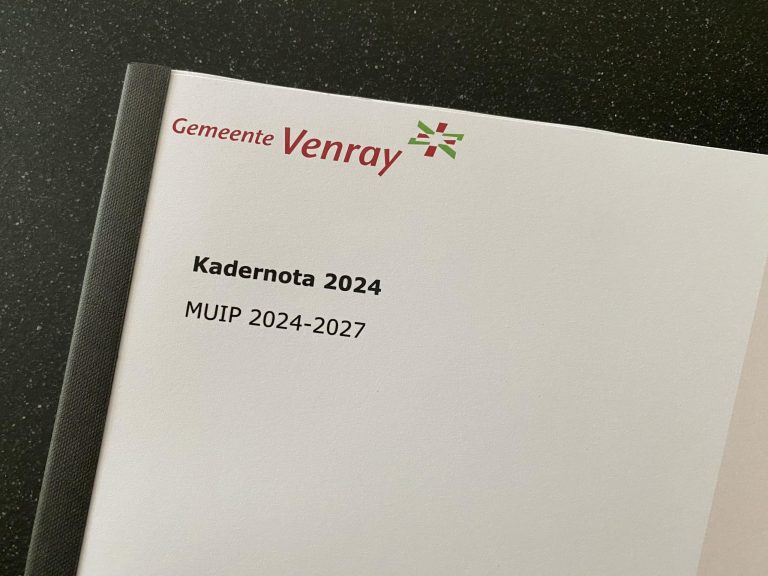 Gemeente Venray
Kadernota 2024
MUIP 2024-2027